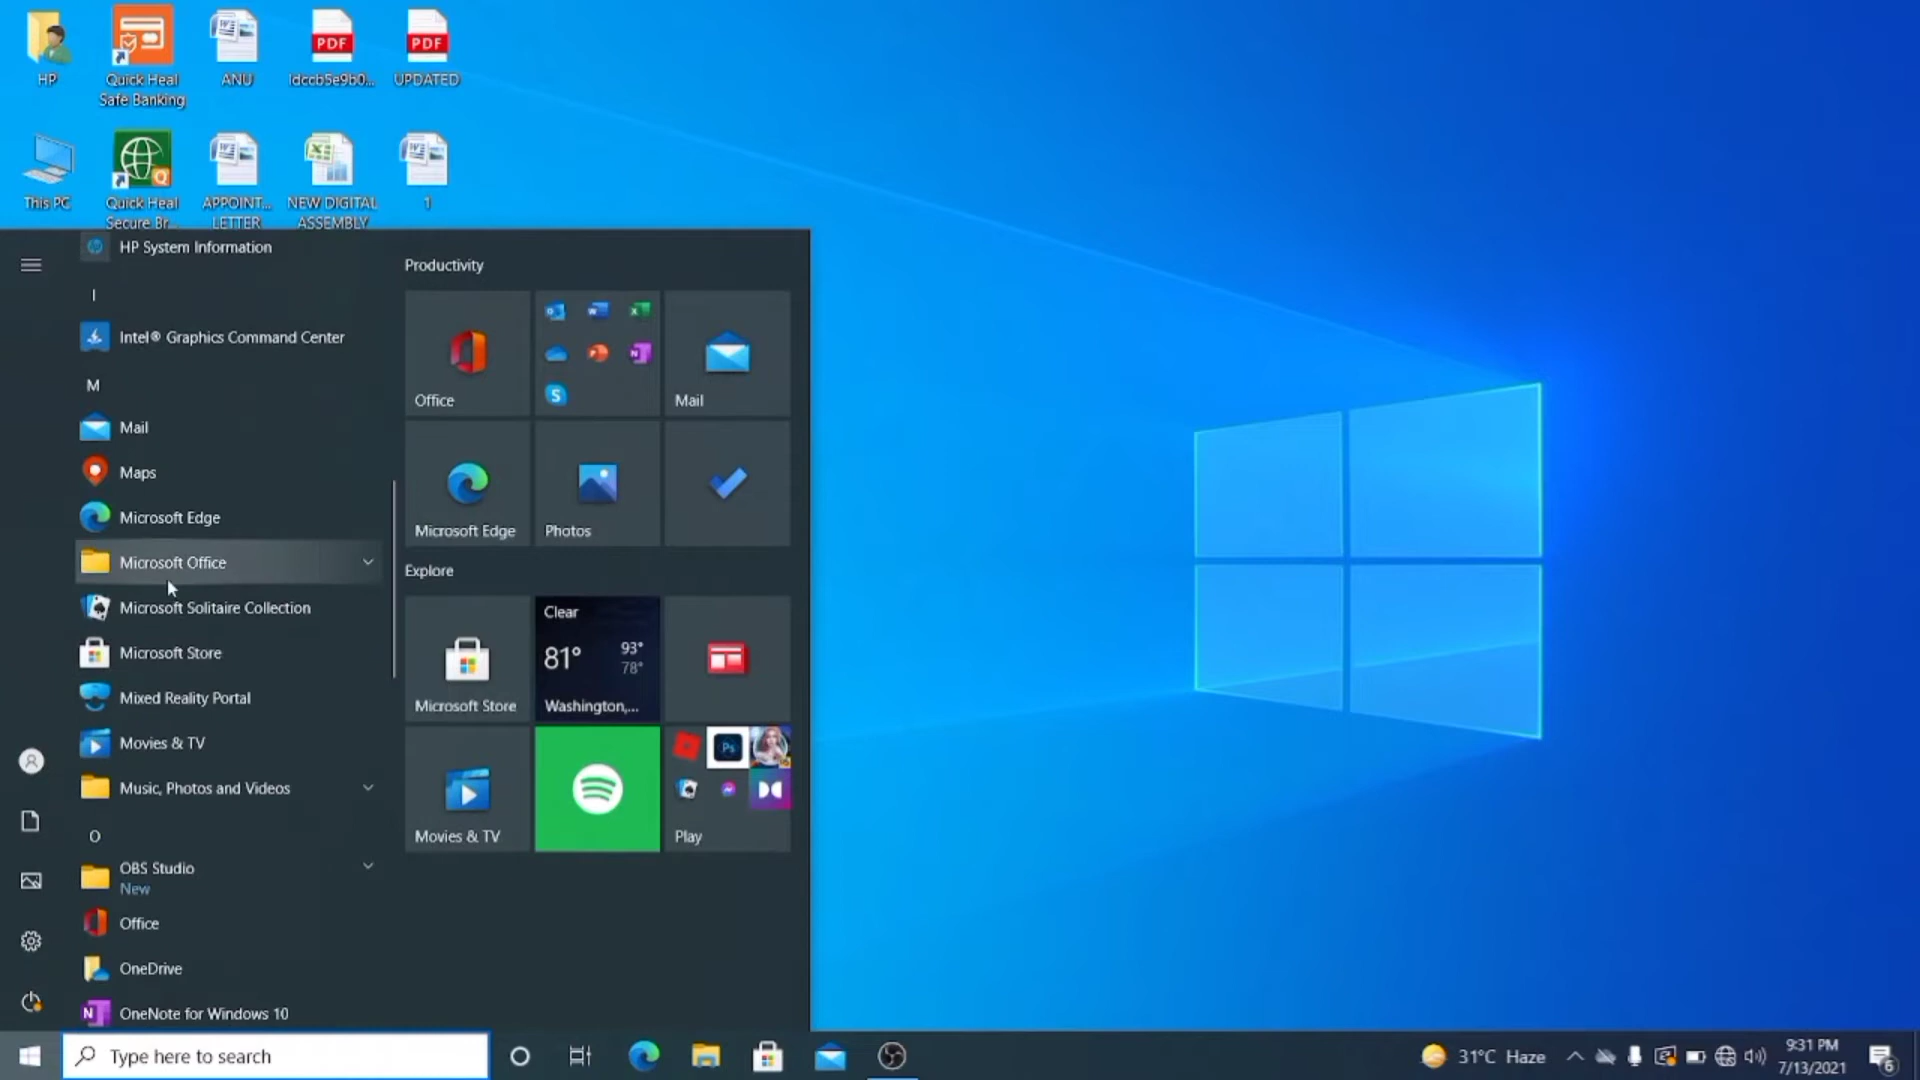 HP
Quick Heal
Safe Banking
ANU
ldccb5e9b0...
UPDATED
This PC
Quick Heal
Secure Br...
APPOINT...
LETTER
NEW DIGITAL
ASSEMBLY
1
HP System Information
I
Intel® Graphics Command Center
M
Mail
Maps
Microsoft Edge
Microsoft Office
Microsoft Solitaire Collection
Microsoft Store
Mixed Reality Portal
Movies & TV
Music, Photos and Videos
O
OBS Studio
New
Office
OneDrive
OneNote for Windows 10
Productivity
Office
Mail
Microsoft Edge
Photos
Explore
Microsoft Store
Clear
81°
93°
78°
Washington,...
Movies & TV
Ps
Play
Type here to search
31°C Haze
9:31 PM
7/13/2021
6